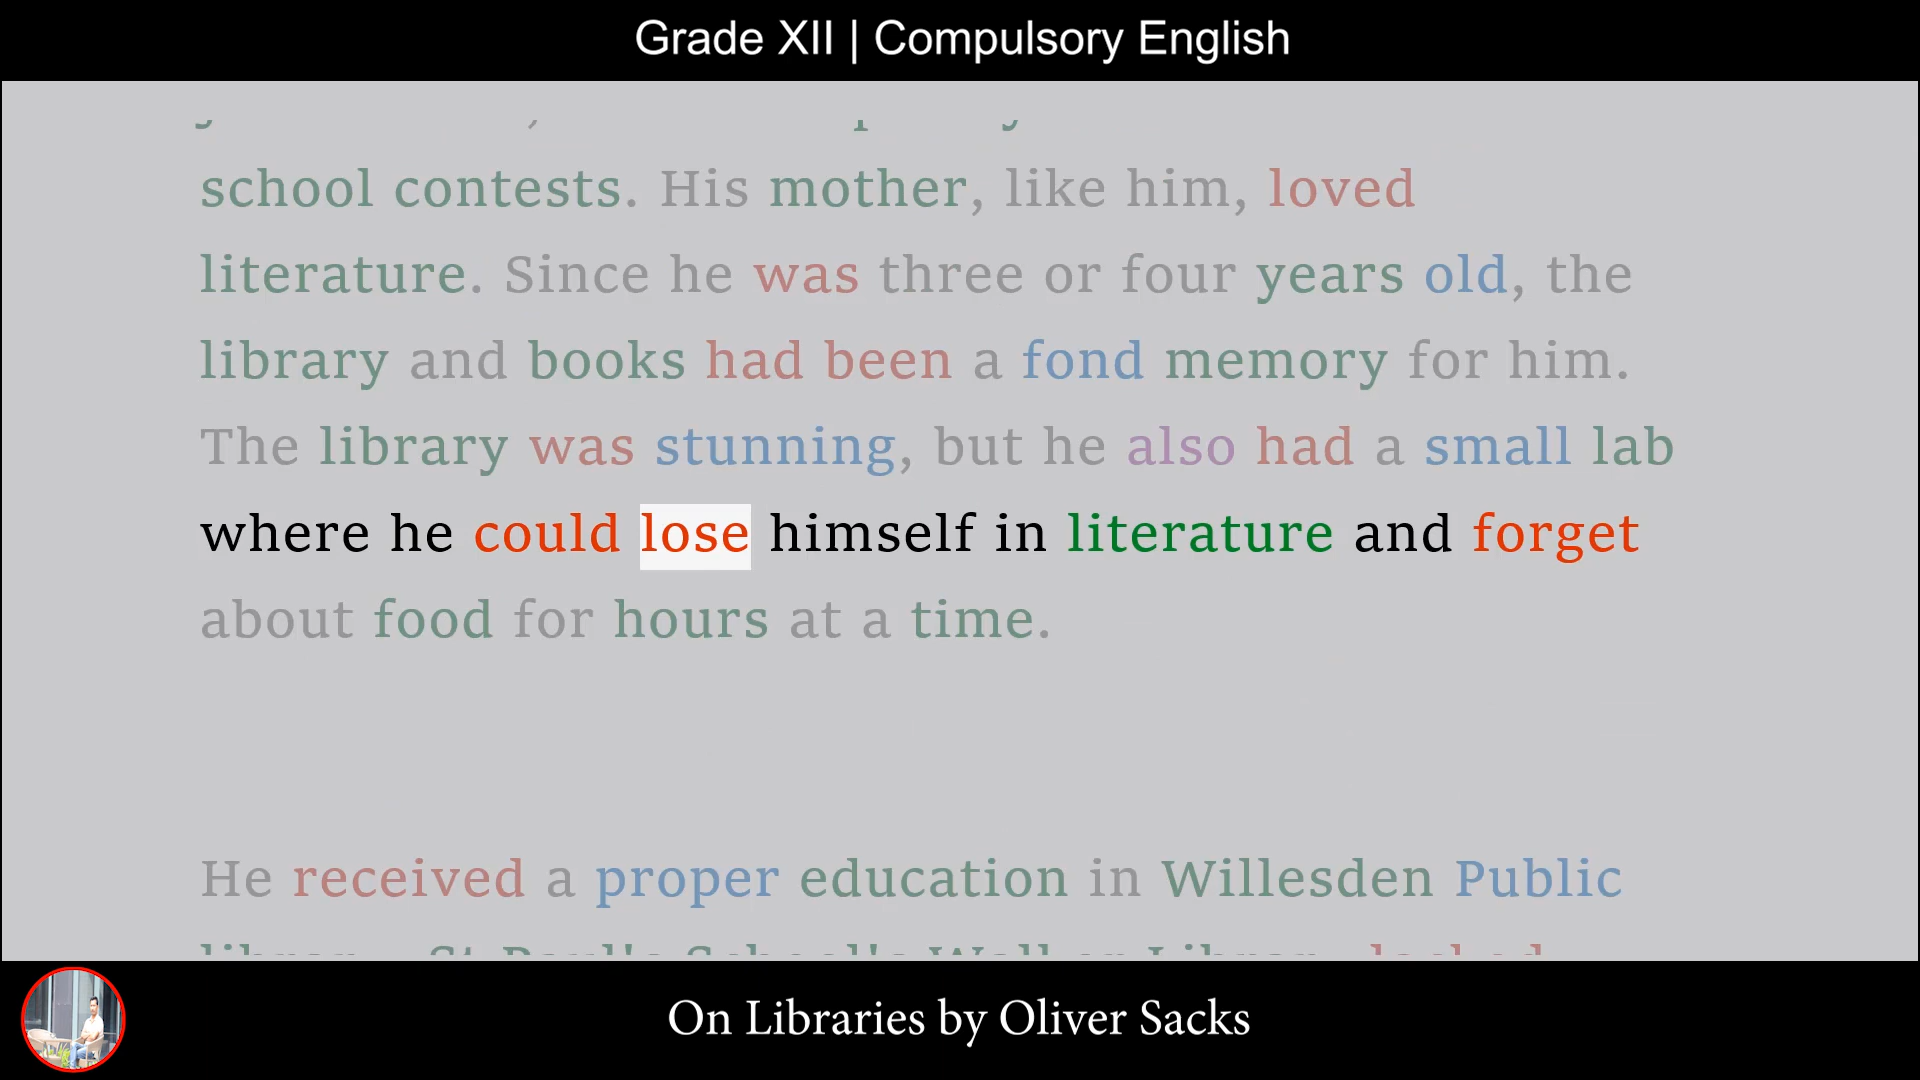 Grade XII | Compulsory English
school contests. His mother, like him, loved
literature. Since he was three or four years old, the
library and books had been a fond memory for him.
The library was stunning, but he also had a small lab
where he could lose himself in literature and forget
about food for hours at a time.
He received a proper education in Willesden Public
On Libraries by Oliver Sacks